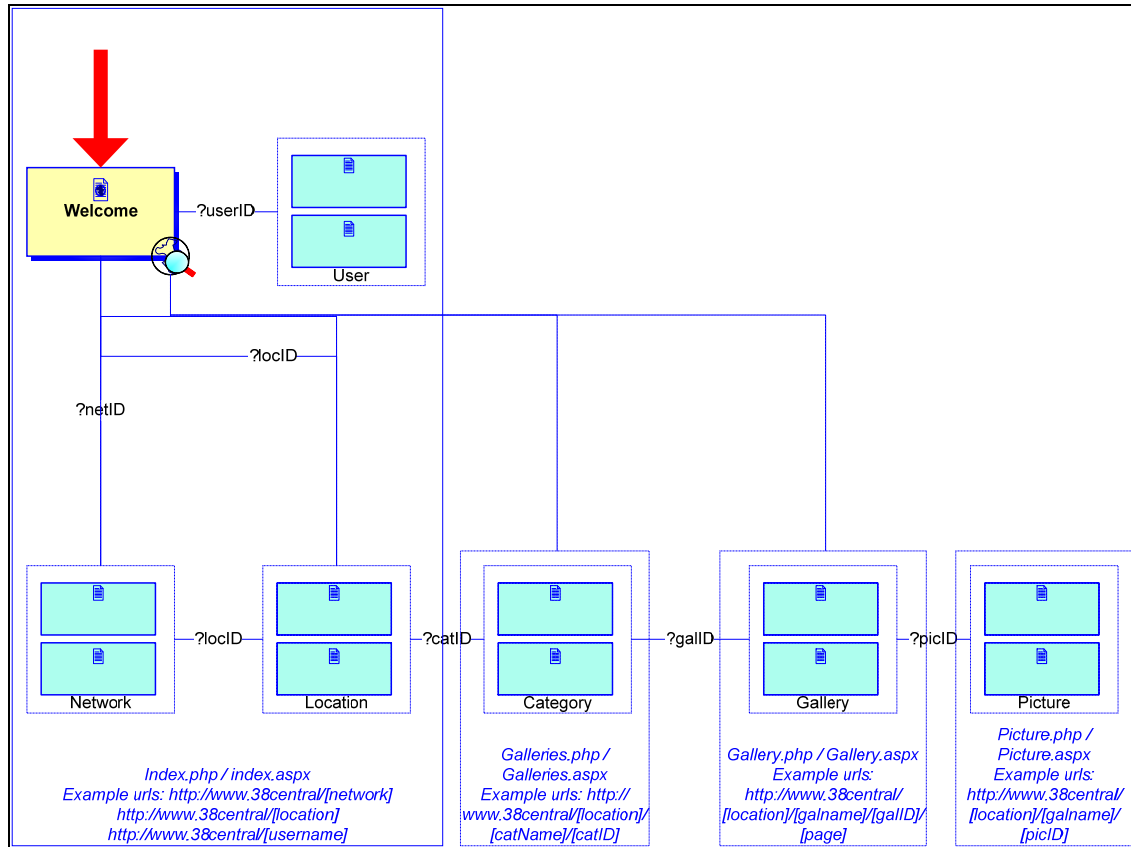 Welcome
?userID
User
?locID
?netID
?locID
?catID
?galID
?picID
Network
Location
Category
Gallery
Picture
Index.php / index.aspx
Example urls: http://www.38central/[network]
http://www.38central/[location]
http://www.38central/[username]
Galleries.php /
Galleries.aspx
Example urls: http://
www.38central/[location]/
[catName]/[catID]
Gallery.php / Gallery.aspx
Example urls:
http://www.38central/
[location]/[galname]/[galID]/
[page]
Picture.php /
Picture.aspx
Example urls:
http://www.38central/
[location]/[galname]/
[picID]